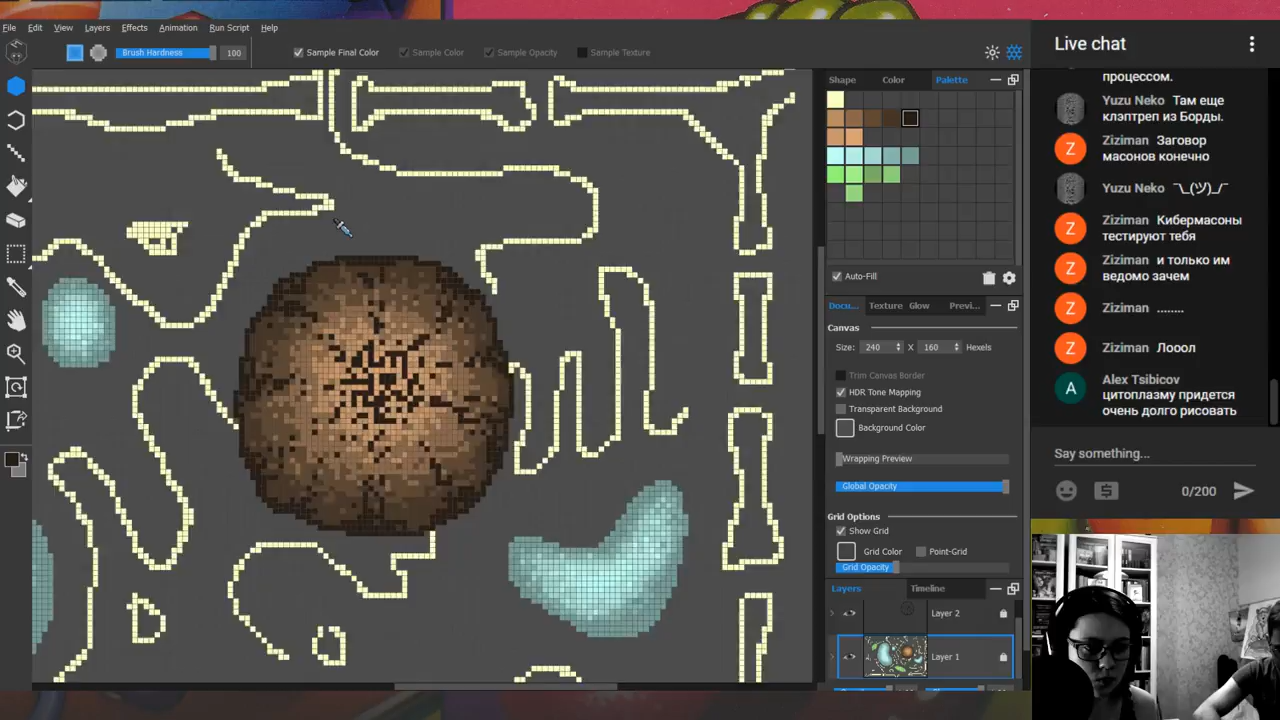 File Edit View Layers Effects Animation Run Script Help
Brush Hardness 100 Sample Final Color Sample Color Sample Opacity Sample Texture
Shape Color Palette
Auto-Fill
Docu... Texture Glow Previ...
Canvas
Size: 240 X 160 Hexels
Trim Canvas Border
HDR Tone Mapping
Transparent Background
Background Color
Wrapping Preview
Global Opacity
Grid Options
Show Grid
Grid Color Point-Grid
Grid Opacity
Layers Timeline
Layer 2
Layer 1
Live chat
процессом.
Yuzu Neko Там еще
клэптреп из Борды.
Ziziman Заговор
масонов конечно
Yuzu Neko ¯\_(ツ)_/¯
Ziziman Кибермасоны
тестируют тебя
Ziziman и только им
ведомо зачем
Ziziman ........
Ziziman Лооол
Alex Tsibicov
цитоплазму придется
очень долго рисовать
Say something...
0/200